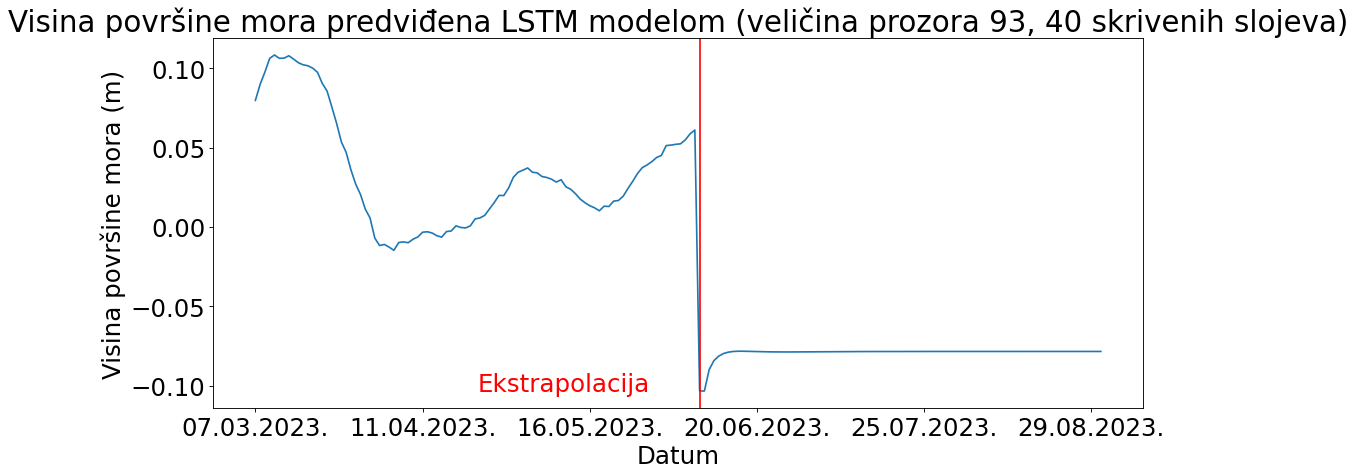 Visina površine mora predviđena LSTM modelom (veličina prozora 93, 40 skrivenih slojeva)
Visina površine mora (m)
0.10
0.05
0.00
−0.05
−0.10
Ekstrapolacija
07.03.2023. 11.04.2023. 16.05.2023. 20.06.2023. 25.07.2023. 29.08.2023.
Datum